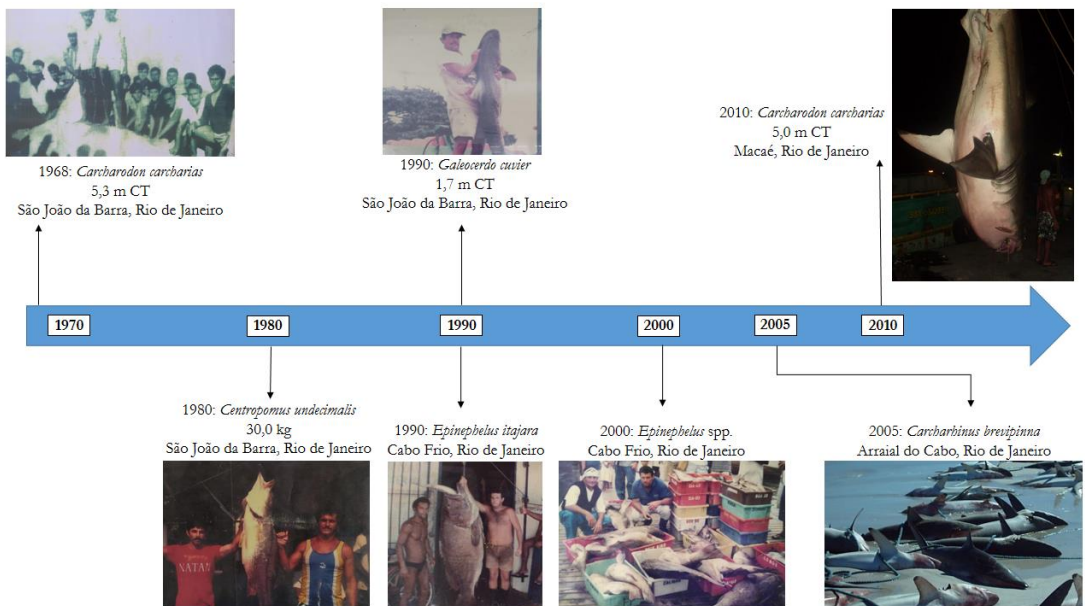 1968: Carcharodon carcharias
5,3 m CT
São João da Barra, Rio de Janeiro
1990: Galeocerdo cuvier
1,7 m CT
São João da Barra, Rio de Janeiro
2010: Carcharodon carcharias
5,0 m CT
Macaé, Rio de Janeiro
1970
1980
1990
2000
2005
2010
1980: Centropomus undecimalis
30,0 kg
São João da Barra, Rio de Janeiro
1990: Epinephelus itajara
Cabo Frio, Rio de Janeiro
2000: Epinephelus spp.
Cabo Frio, Rio de Janeiro
2005: Carcharhinus brevipinna
Arraial do Cabo, Rio de Janeiro
NATAN